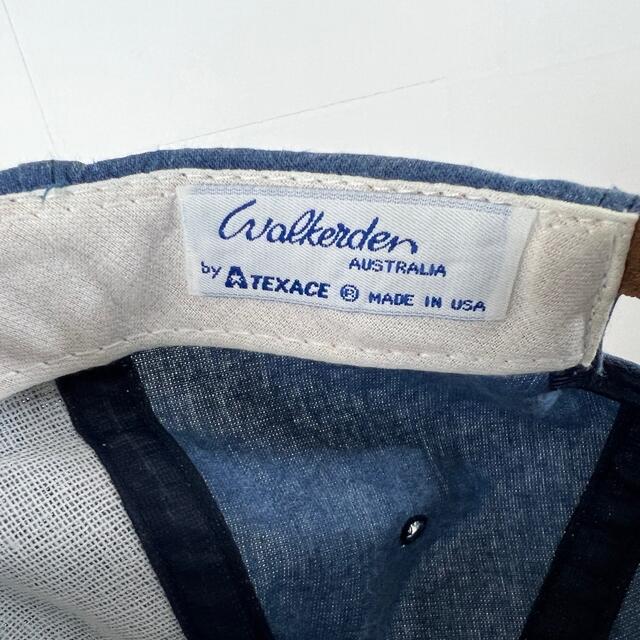 Walkerden
AUSTRALIA
by A TEXACE ® MADE IN USA